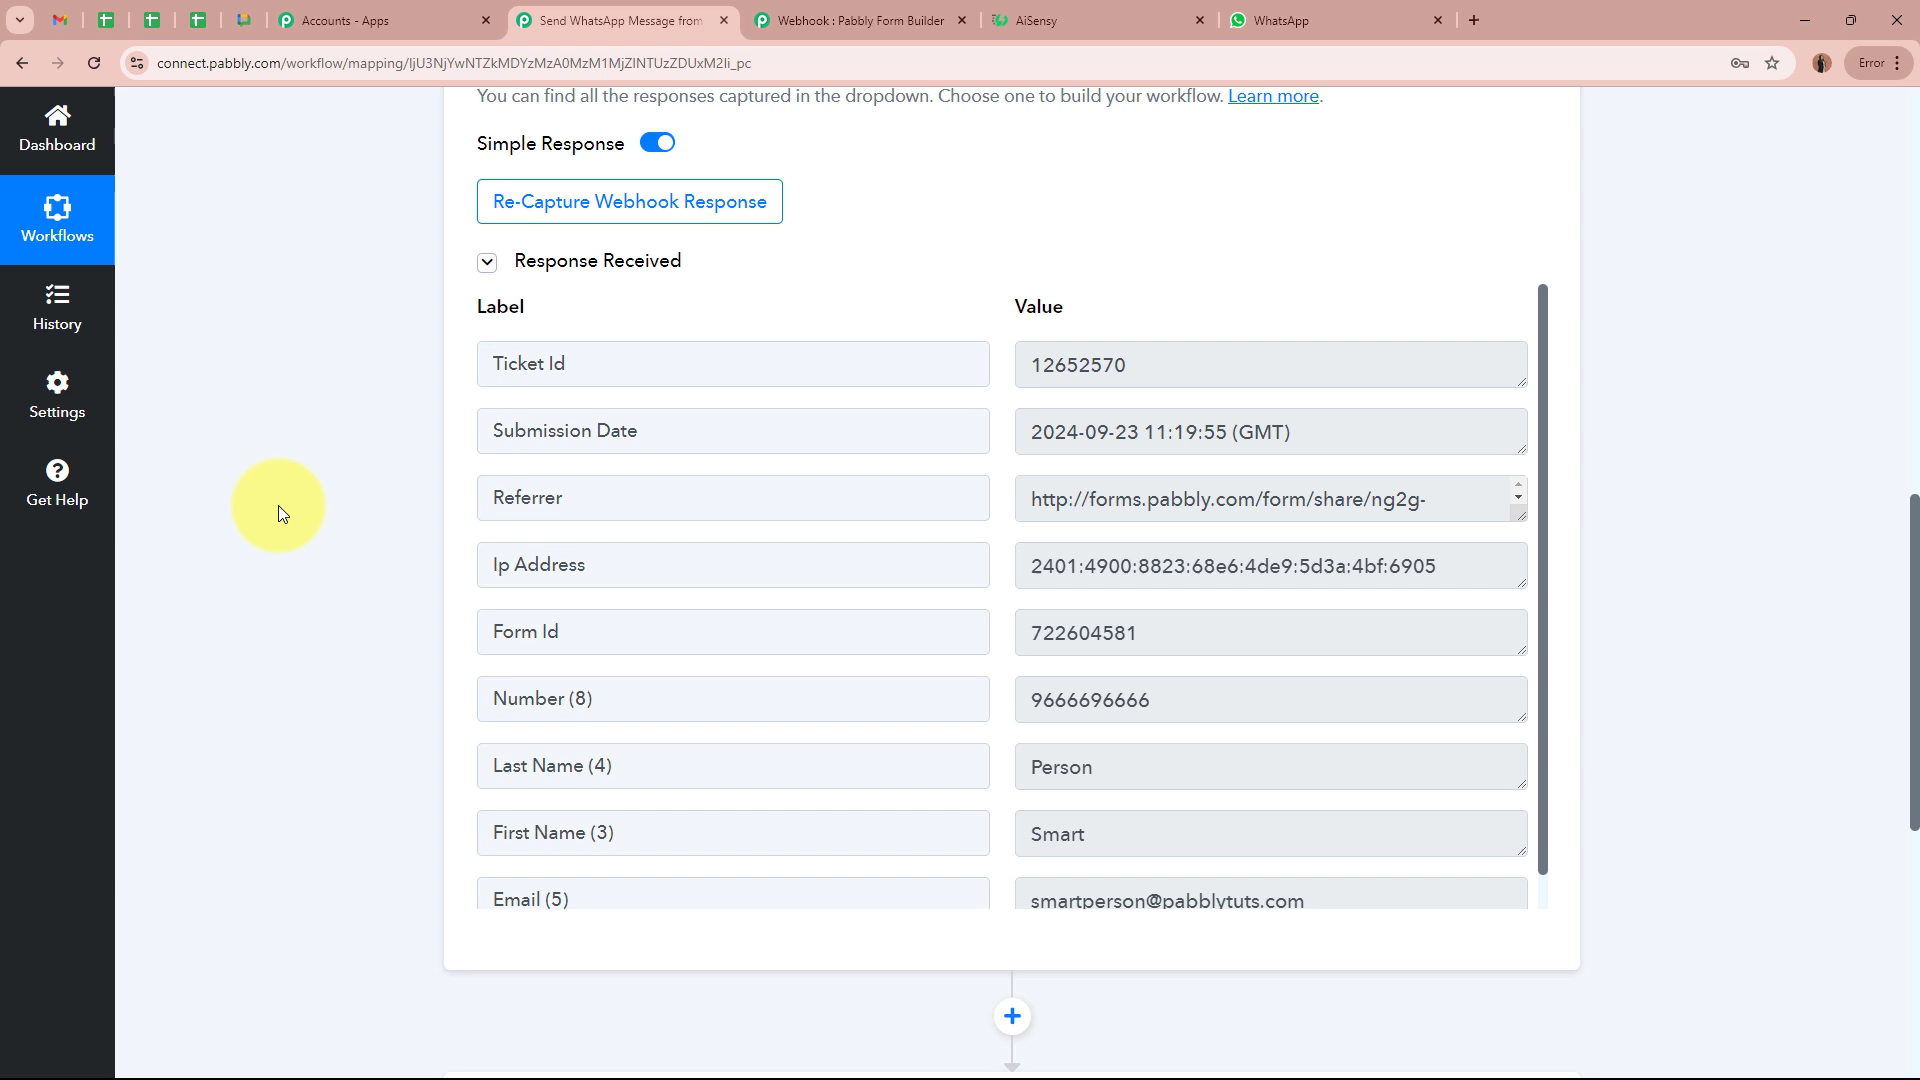 Accounts - Apps
Send WhatsApp Message from
Webhook : Pabbly Form Builder
AiSensy
WhatsApp
connect.pabbly.com/workflow/mapping/IjU3NjYwNTZkMDYzMzA0MzM1MjZlNTUzZDUxM2Ii_pc
Error
Dashboard
Workflows
History
Settings
Get Help
You can find all the responses captured in the dropdown. Choose one to build your workflow. Learn more.
Simple Response
Re-Capture Webhook Response
Response Received
Label Value
Ticket Id 12652570
Submission Date 2024-09-23 11:19:55 (GMT)
Referrer http://forms.pabbly.com/form/share/ng2g-
Ip Address 2401:4900:8823:68e6:4de9:5d3a:4bf:6905
Form Id 722604581
Number (8) 9666696666
Last Name (4) Person
First Name (3) Smart
Email (5) smartperson@pabblytuts.com